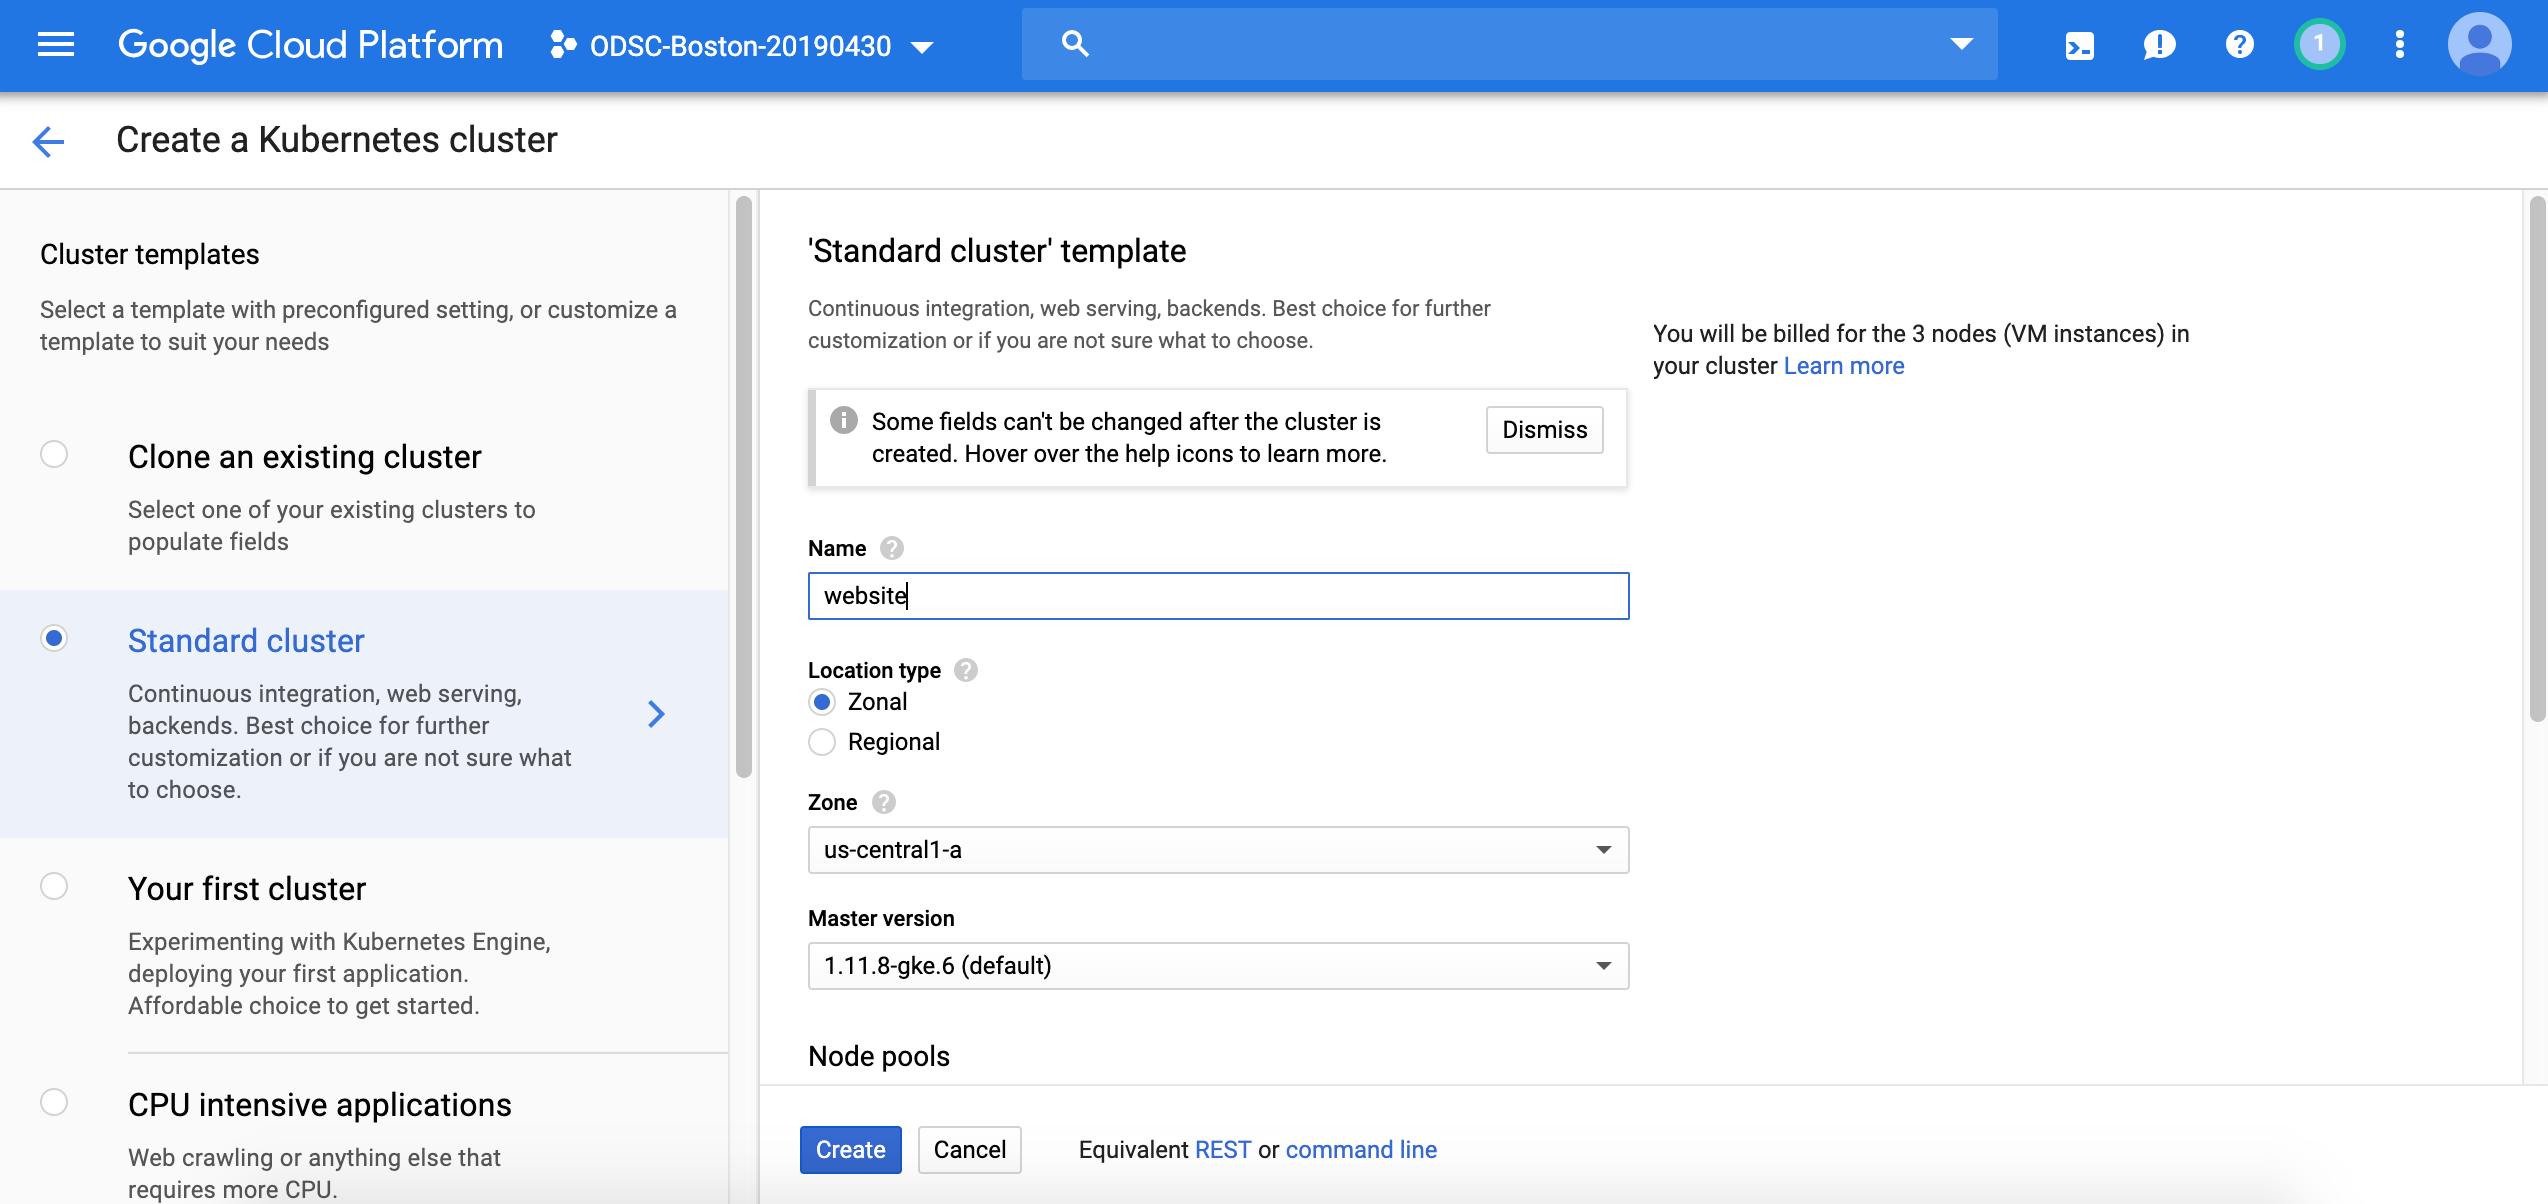 Google Cloud Platform
ODSC-Boston-20190430
1
Create a Kubernetes cluster
Cluster templates
Select a template with preconfigured setting, or customize a
template to suit your needs
Clone an existing cluster
Select one of your existing clusters to
populate fields
Standard cluster
Continuous integration, web serving,
backends. Best choice for further
customization or if you are not sure what
to choose.
Your first cluster
Experimenting with Kubernetes Engine,
deploying your first application.
Affordable choice to get started.
CPU intensive applications
Web crawling or anything else that
requires more CPU.
'Standard cluster' template
Continuous integration, web serving, backends. Best choice for further
customization or if you are not sure what to choose.
Some fields can't be changed after the cluster is
created. Hover over the help icons to learn more.
Dismiss
Name
website
Location type
Zonal
Regional
Zone
us-central1-a
Master version
1.11.8-gke.6 (default)
Node pools
You will be billed for the 3 nodes (VM instances) in
your cluster Learn more
Create
Cancel
Equivalent REST or command line